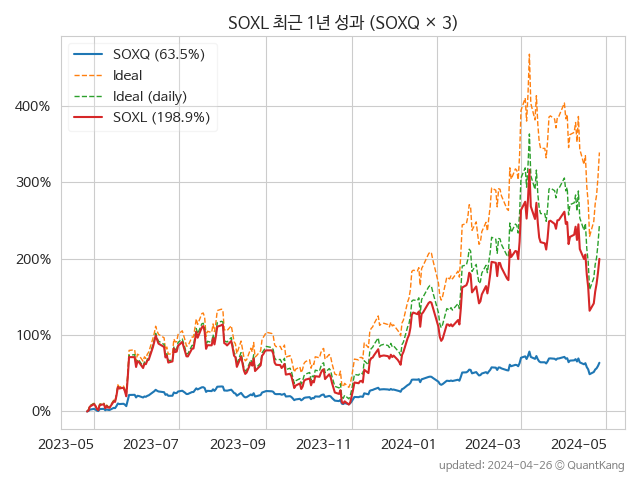 SOXL 최근 1년 성과 (SOXQ × 3)
SOXQ (63.5%)
Ideal
Ideal (daily)
SOXL (198.9%)
400%
300%
200%
100%
0%
2023-05 2023-07 2023-09 2023-11 2024-01 2024-03 2024-05
updated: 2024-04-26 © QuantKang